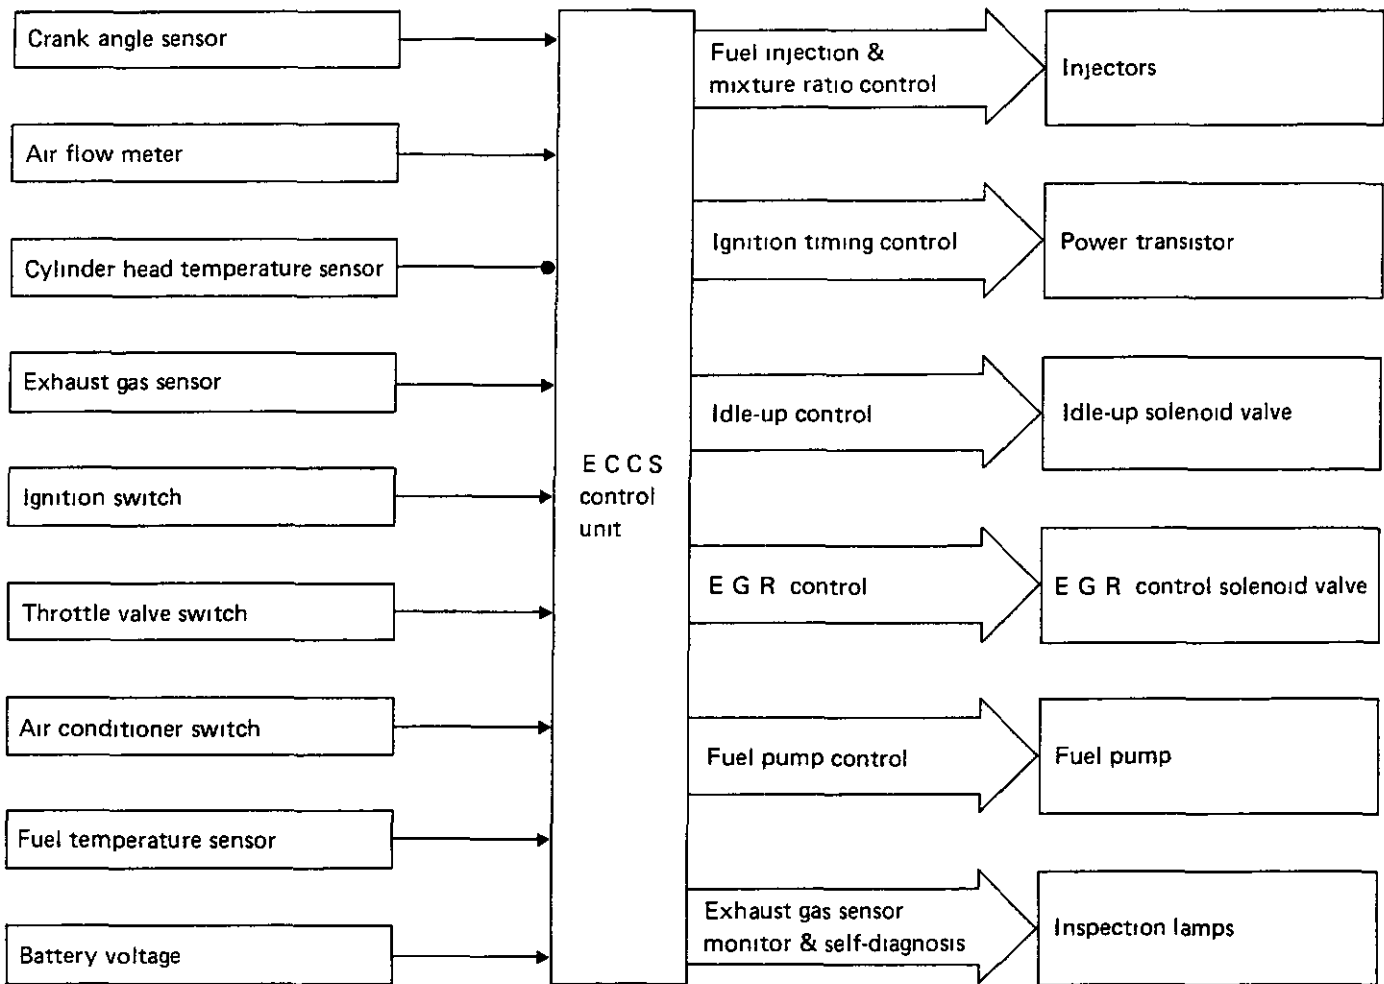 Crank angle sensor
Air flow meter
Cylinder head temperature sensor
Exhaust gas sensor
Ignition switch
Throttle valve switch
Air conditioner switch
Fuel temperature sensor
Battery voltage
E C C S
control
unit
Fuel injection &
mixture ratio control
Ignition timing control
Idle-up control
E G R control
Fuel pump control
Exhaust gas sensor
monitor & self-diagnosis
Injectors
Power transistor
Idle-up solenoid valve
E G R control solenoid valve
Fuel pump
Inspection lamps